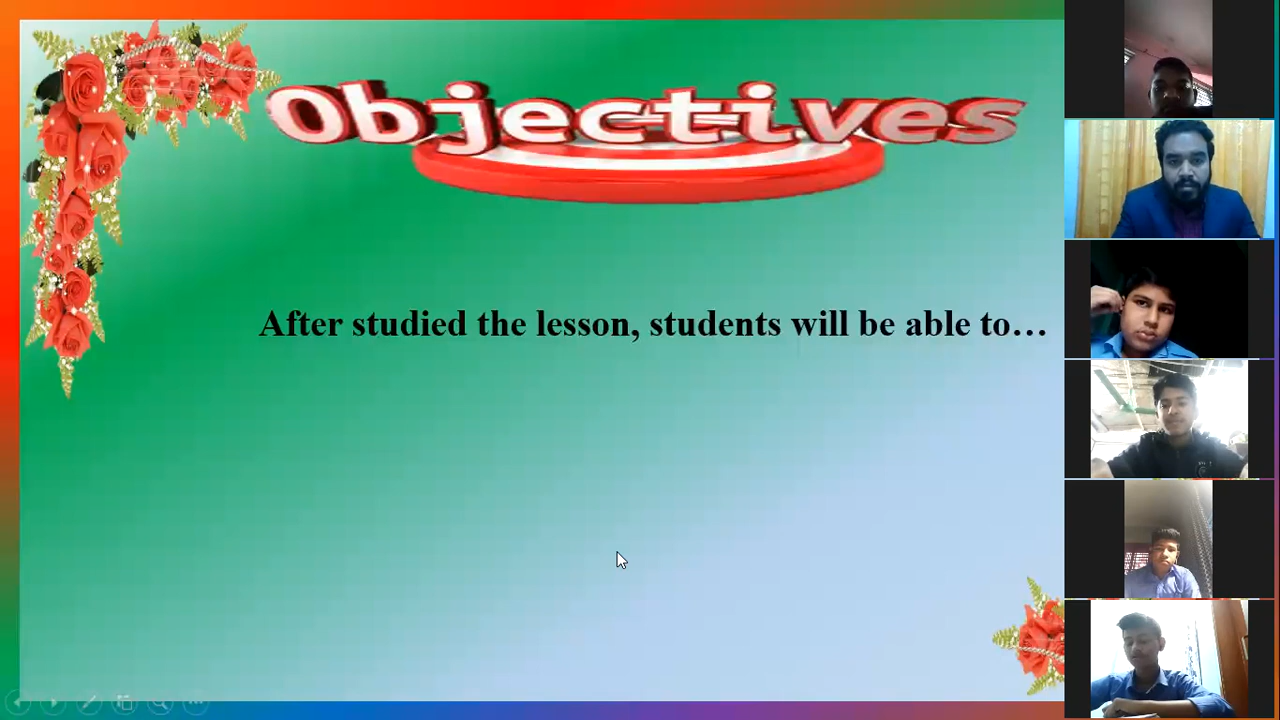 Objectives
After studied the lesson, students will be able to…